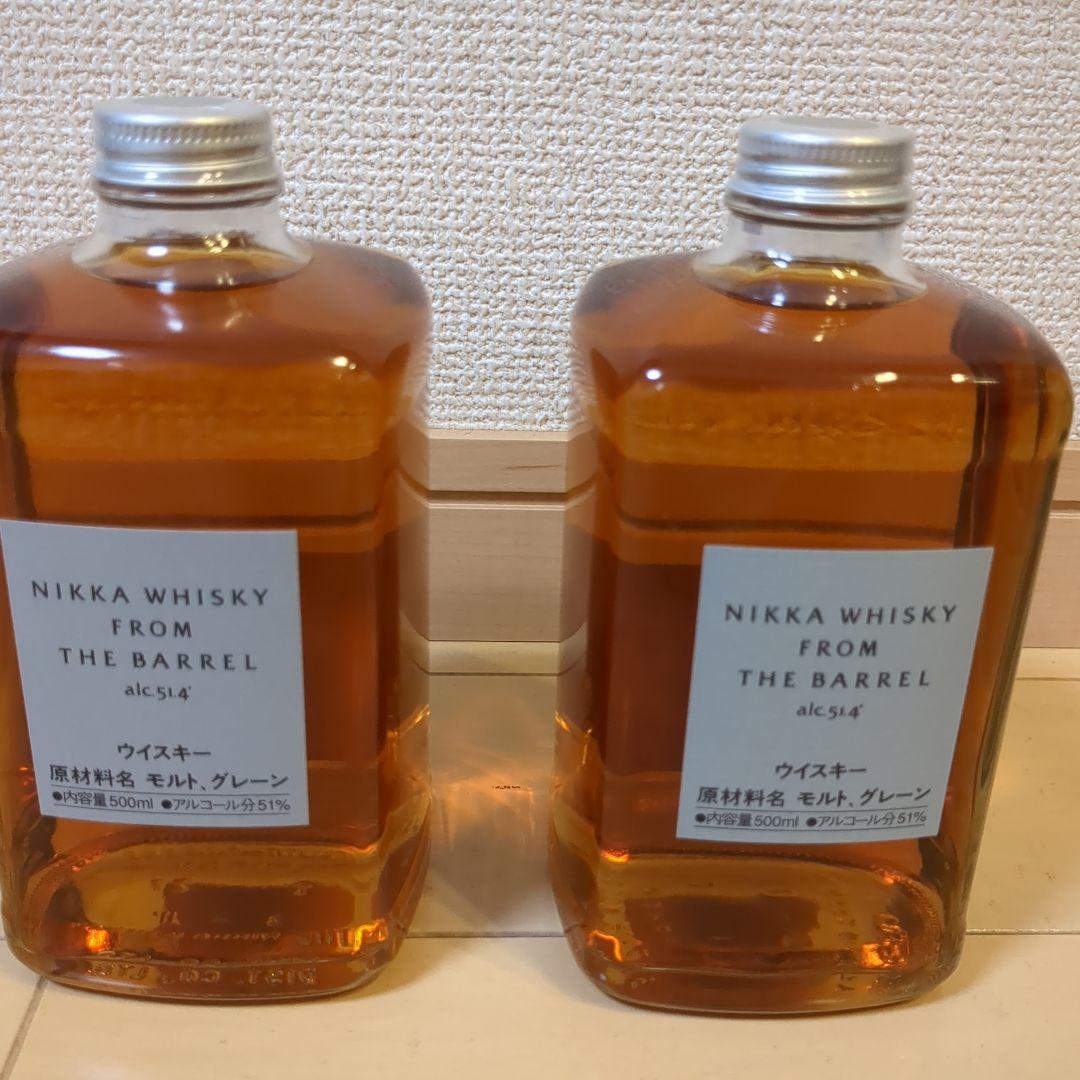 NIKKA WHISKY
FROM
THE BARREL
alc.51.4°
ウイスキー
原材料名 モルト、グレーン
●内容量500ml ●アルコール分51%
NIKKA WHISKY
FROM
THE BARREL
alc.51.4°
ウイスキー
原材料名 モルト、グレーン
●内容量500ml ●アルコール分51%